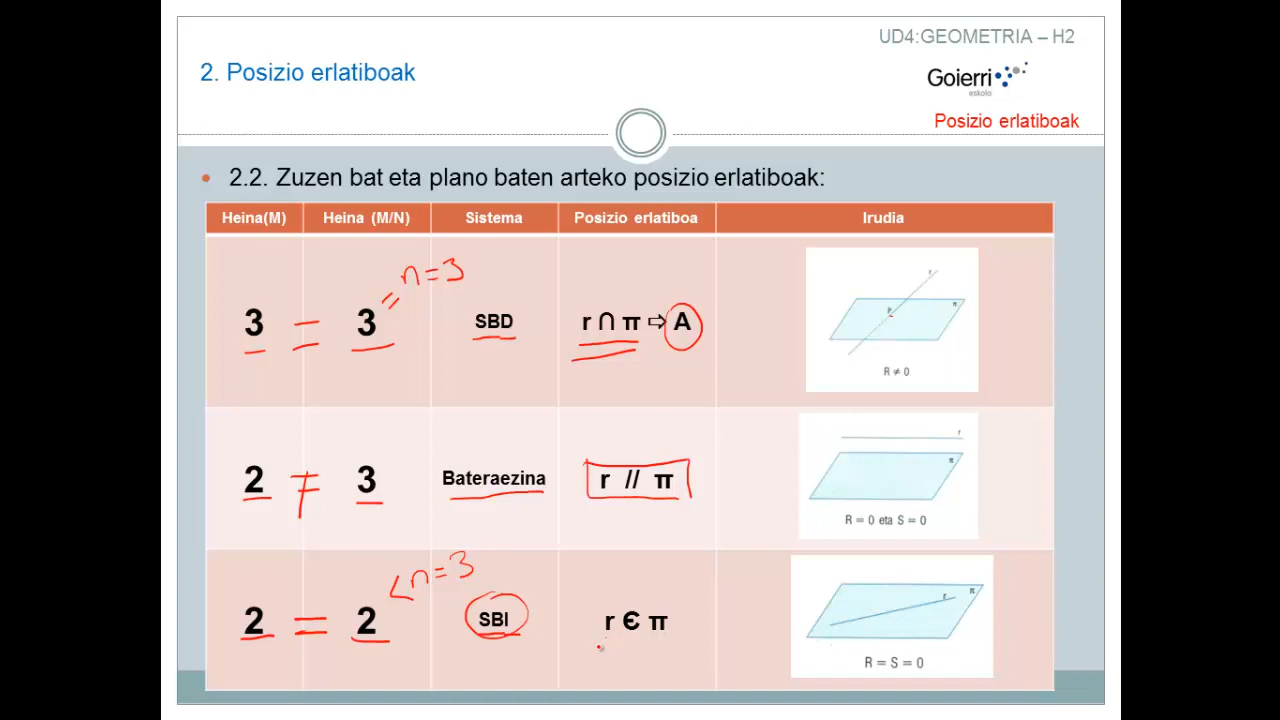 UD4:GEOMETRIA – H2
2. Posizio erlatiboak
Goierri
eskola
Posizio erlatiboak
• 2.2. Zuzen bat eta plano baten arteko posizio erlatiboak:
Heina(M) Heina (M/N) Sistema Posizio erlatiboa Irudia
n=3
3 = 3 = SBD r ∩ π ⇨ A
r
π
P
R ≠ 0
2 ≠ 3 Bateraezina r // π
r
π
R = 0 eta S = 0
< n=3
2 = 2 SBI r Є π
r
π
R = S = 0